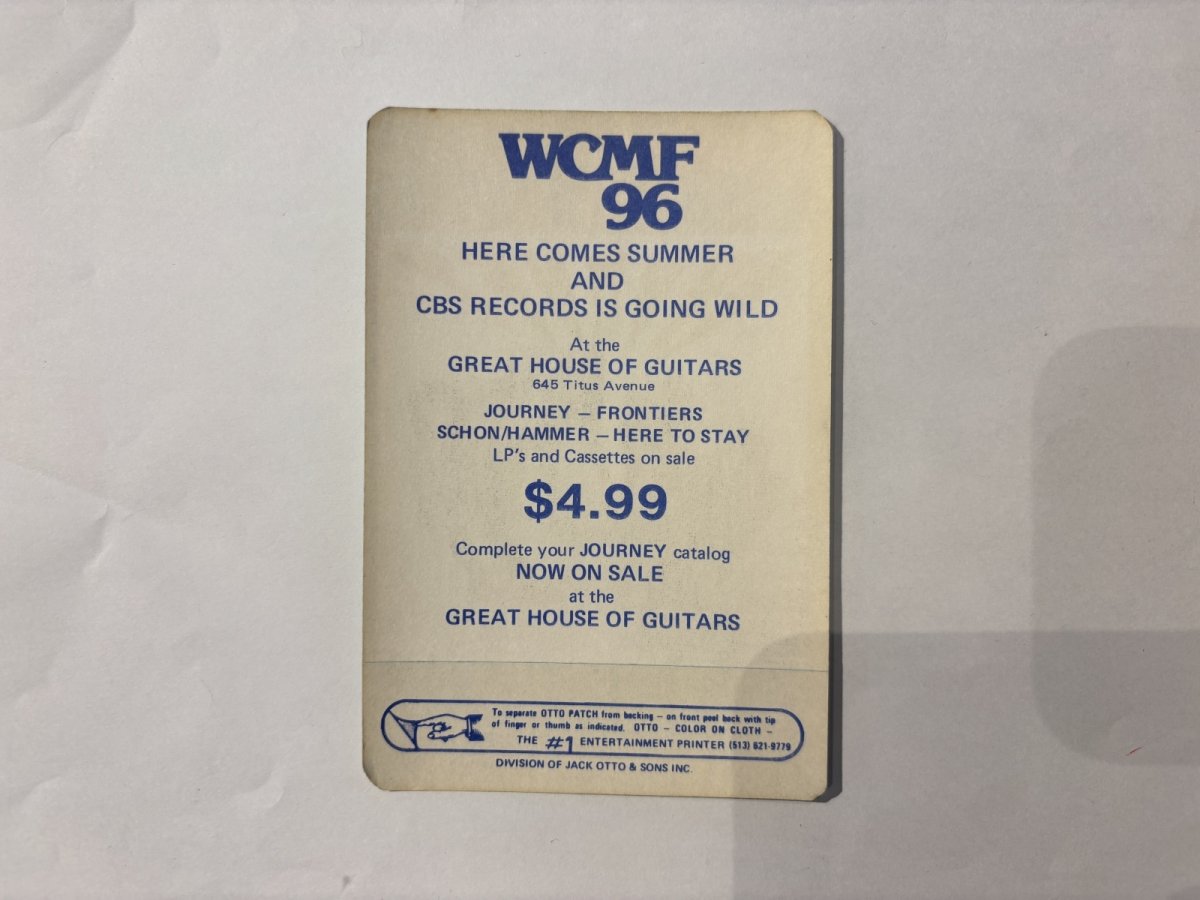 WCMF
96
HERE COMES SUMMER
AND
CBS RECORDS IS GOING WILD
At the
GREAT HOUSE OF GUITARS
645 Titus Avenue
JOURNEY – FRONTIERS
SCHON/HAMMER – HERE TO STAY
LP's and Cassettes on sale
$4.99
Complete your JOURNEY catalog
NOW ON SALE
at the
GREAT HOUSE OF GUITARS
To separate OTTO PATCH from backing – on front peel back with tip
of finger or thumb as indicated. OTTO – COLOR ON CLOTH –
THE #1 ENTERTAINMENT PRINTER (513) 621-9779
DIVISION OF JACK OTTO & SONS INC.